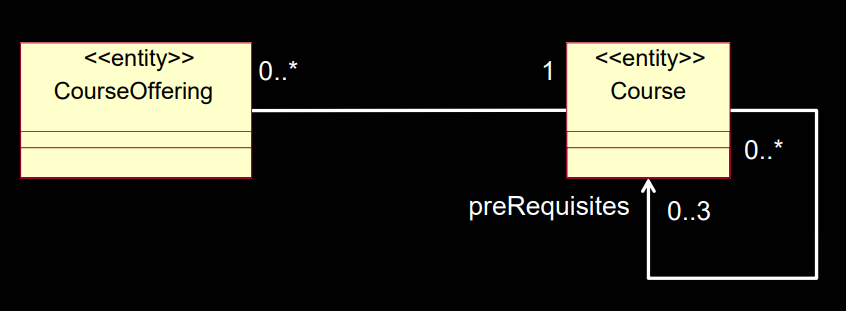 <<entity>>
CourseOffering
0..*
1
<<entity>>
Course
0..*
preRequisites
0..3